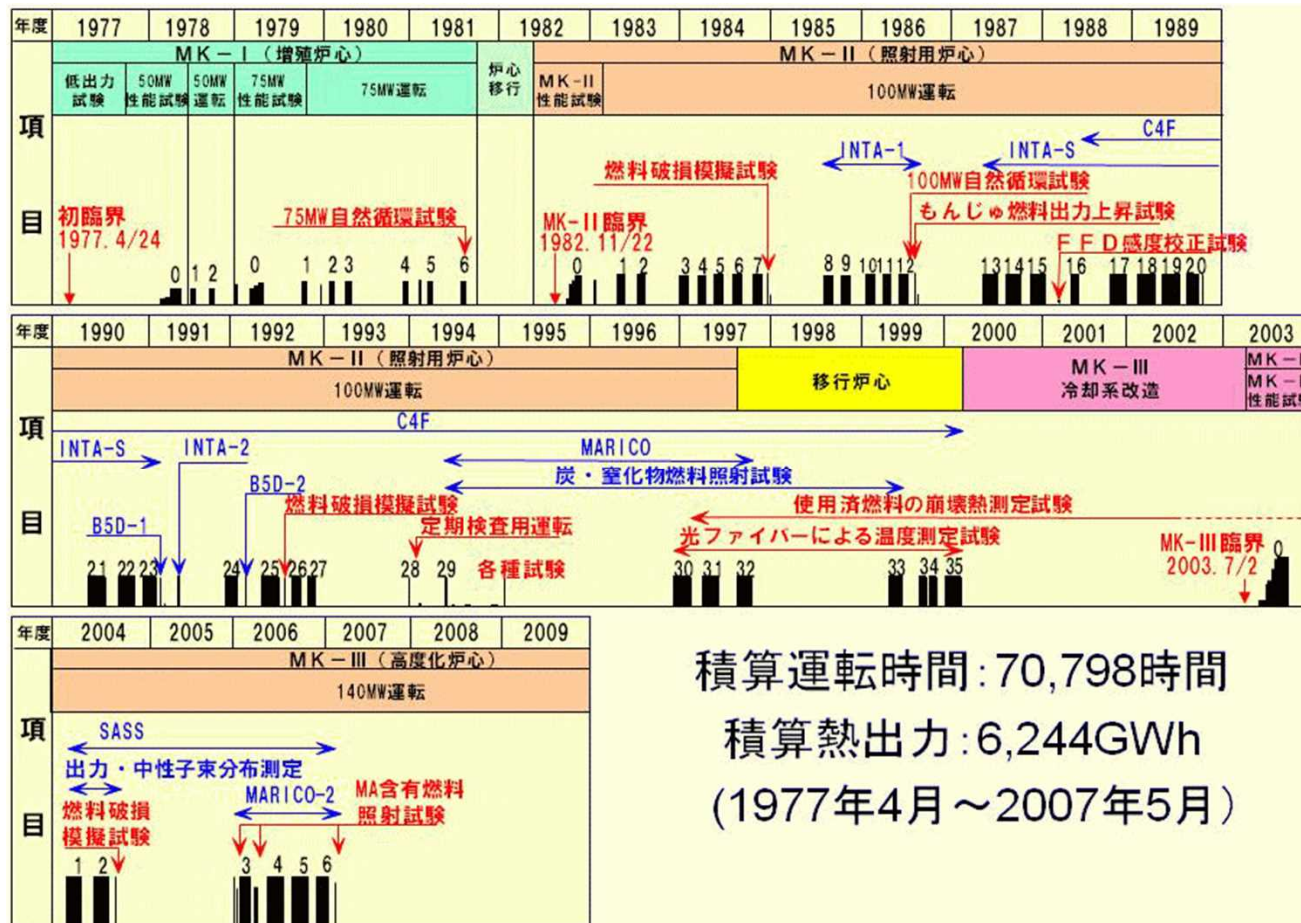 年度 1977 1978 1979 1980 1981 1982 1983 1984 1985 1986 1987 1988 1989
MK-Ⅰ(増殖炉心)
炉心移行
MK-Ⅱ(照射用炉心)
低出力試験 50MW性能試験 50MW運転 75MW性能試験 75MW運転
MK-Ⅱ性能試験 100MW運転
項目
C4F
INTA-1 INTA-S
燃料破損模擬試験
100MW自然循環試験
もんじゅ燃料出力上昇試験
FFD感度校正試験
初臨界
1977.4/24
75MW自然循環試験
MK-Ⅱ臨界
1982.11/22
0 1 2 0 1 2 3 4 5 6 0 1 2 3 4 5 6 7 8 9 10 11 12 13 14 15 16 17 18 19 20
年度 1990 1991 1992 1993 1994 1995 1996 1997 1998 1999 2000 2001 2002 2003
MK-Ⅱ(照射用炉心)
100MW運転
移行炉心
MK-Ⅲ
冷却系改造
項目
C4F
INTA-S INTA-2
MARICO
炭・窒化物燃料照射試験
B5D-2
燃料破損模擬試験
B5D-1
定期検査用運転
使用済燃料の崩壊熱測定試験
光ファイバーによる温度測定試験
各種試験
MK-Ⅲ臨界
2003.7/2
21 22 23 24 25 26 27 28 29 30 31 32 33 34 35 0
年度 2004 2005 2006 2007 2008 2009
MK-Ⅲ(高度化炉心)
140MW運転
項目
SASS
出力・中性子束分布測定
MARICO-2
MA含有燃料
照射試験
燃料破損
模擬試験
1 2 3 4 5 6
積算運転時間:70,798時間
積算熱出力:6,244GWh
(1977年4月～2007年5月)